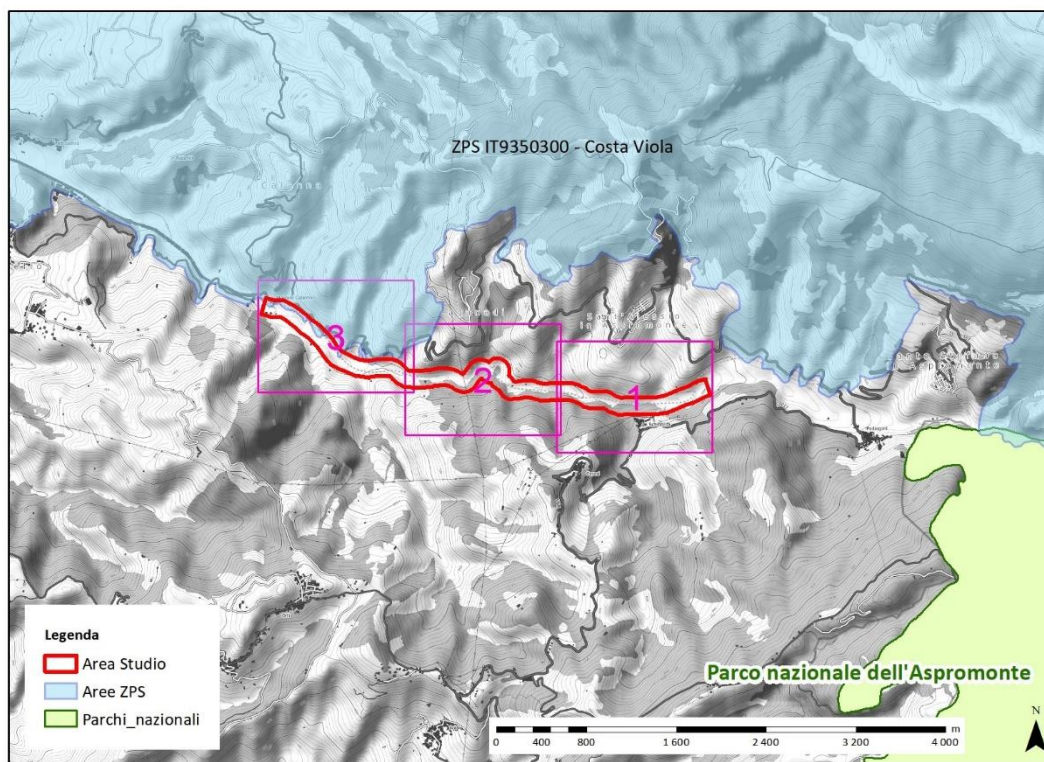 ZPS IT9350300 - Costa Viola
3
2
1
Parco nazionale dell'Aspromonte
Legenda
Area Studio
Aree ZPS
Parchi_nazionali
m
0 400 800 1 600 2 400 3 200 4 000
N